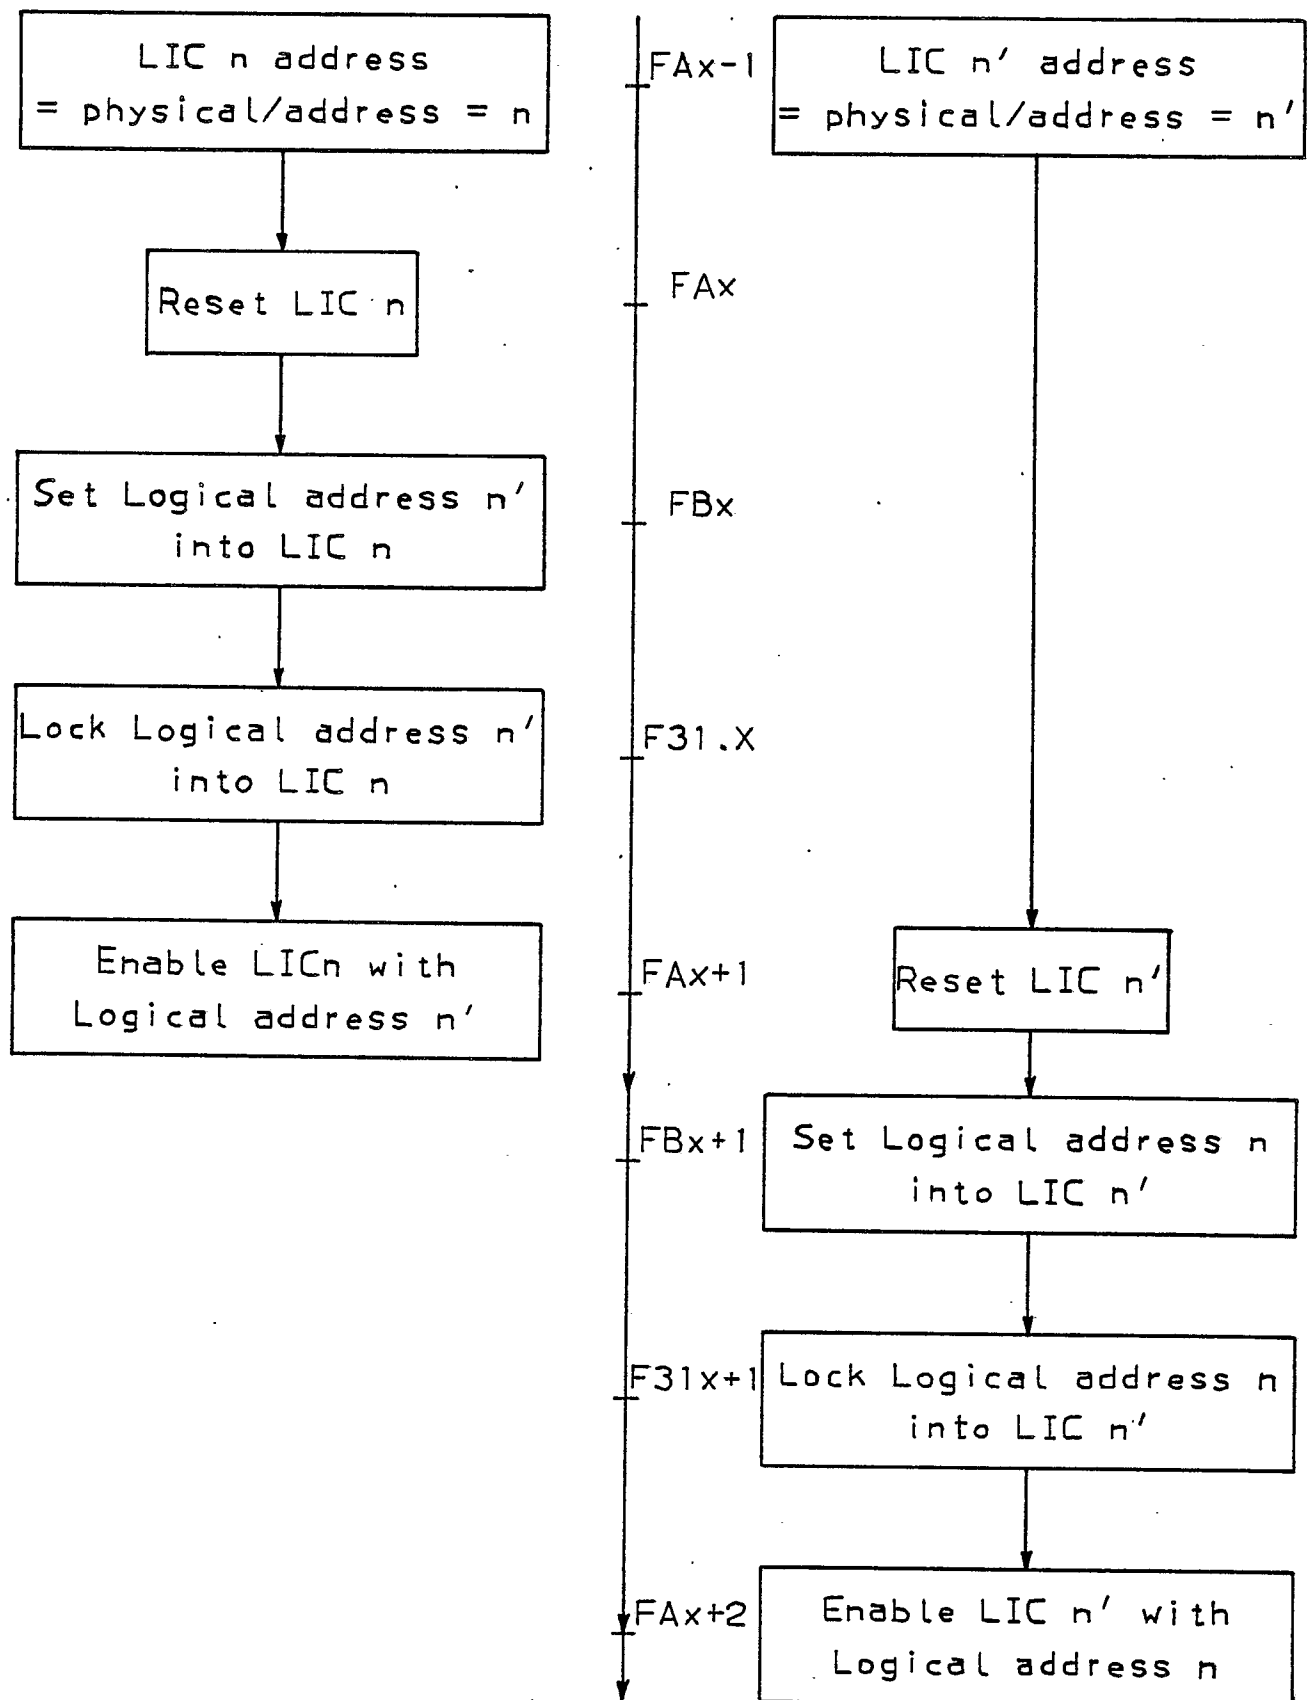 LIC n address
= physical/address = n
Reset LIC n
Set Logical address n'
into LIC n
Lock Logical address n'
into LIC n
Enable LICn with
Logical address n'
FAx-1
FAx
FBx
F31.X
FAx+1
FBx+1
F31x+1
FAx+2
LIC n' address
= physical/address = n'
Reset LIC n'
Set Logical address n
into LIC n'
Lock Logical address n
into LIC n'
Enable LIC n' with
Logical address n